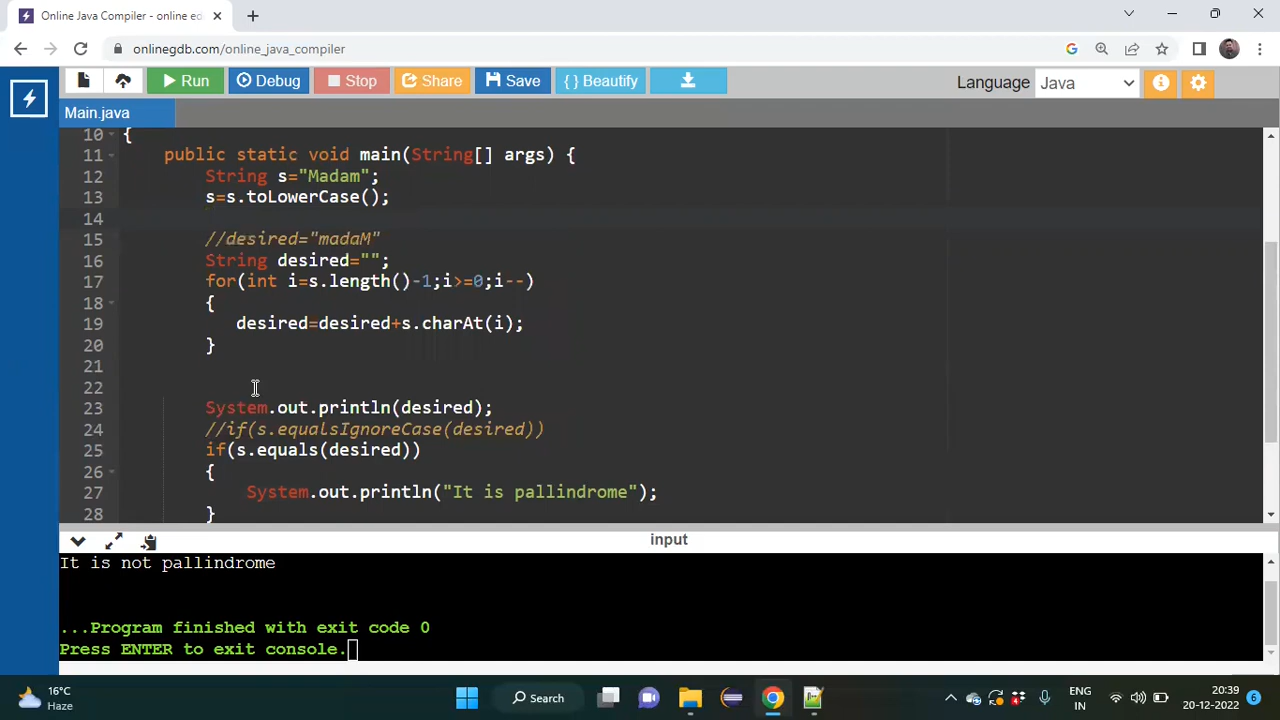 Online Java Compiler - online ed
onlinegdb.com/online_java_compiler
Run Debug Stop Share Save { } Beautify Language Java
Main.java
10 {
11 public static void main(String[] args) {
12 String s="Madam";
13 s=s.toLowerCase();
14
15 //desired="madaM"
16 String desired="";
17 for(int i=s.length()-1;i>=0;i--)
18 {
19 desired=desired+s.charAt(i);
20 }
21
22
23 System.out.println(desired);
24 //if(s.equalsIgnoreCase(desired))
25 if(s.equals(desired))
26 {
27 System.out.println("It is pallindrome");
28 }
input
It is not pallindrome
...Program finished with exit code 0
Press ENTER to exit console.
16°C
Haze
Search
ENG
IN
20:39
20-12-2022
6